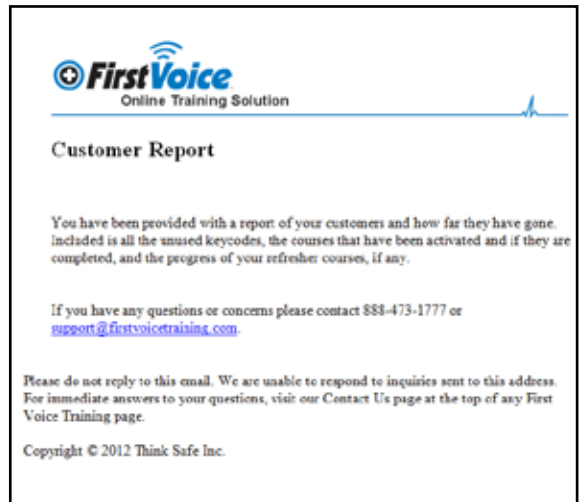 FirstVoice
Online Training Solution
Customer Report
You have been provided with a report of your customers and how far they have gone.
Included is all the unused keycodes, the courses that have been activated and if they are
completed, and the progress of your refresher courses, if any.
If you have any questions or concerns please contact 888-473-1777 or
support@firstvoicetraining.com.
Please do not reply to this email. We are unable to respond to inquiries sent to this address.
For immediate answers to your questions, visit our Contact Us page at the top of any First
Voice Training page.
Copyright © 2012 Think Safe Inc.